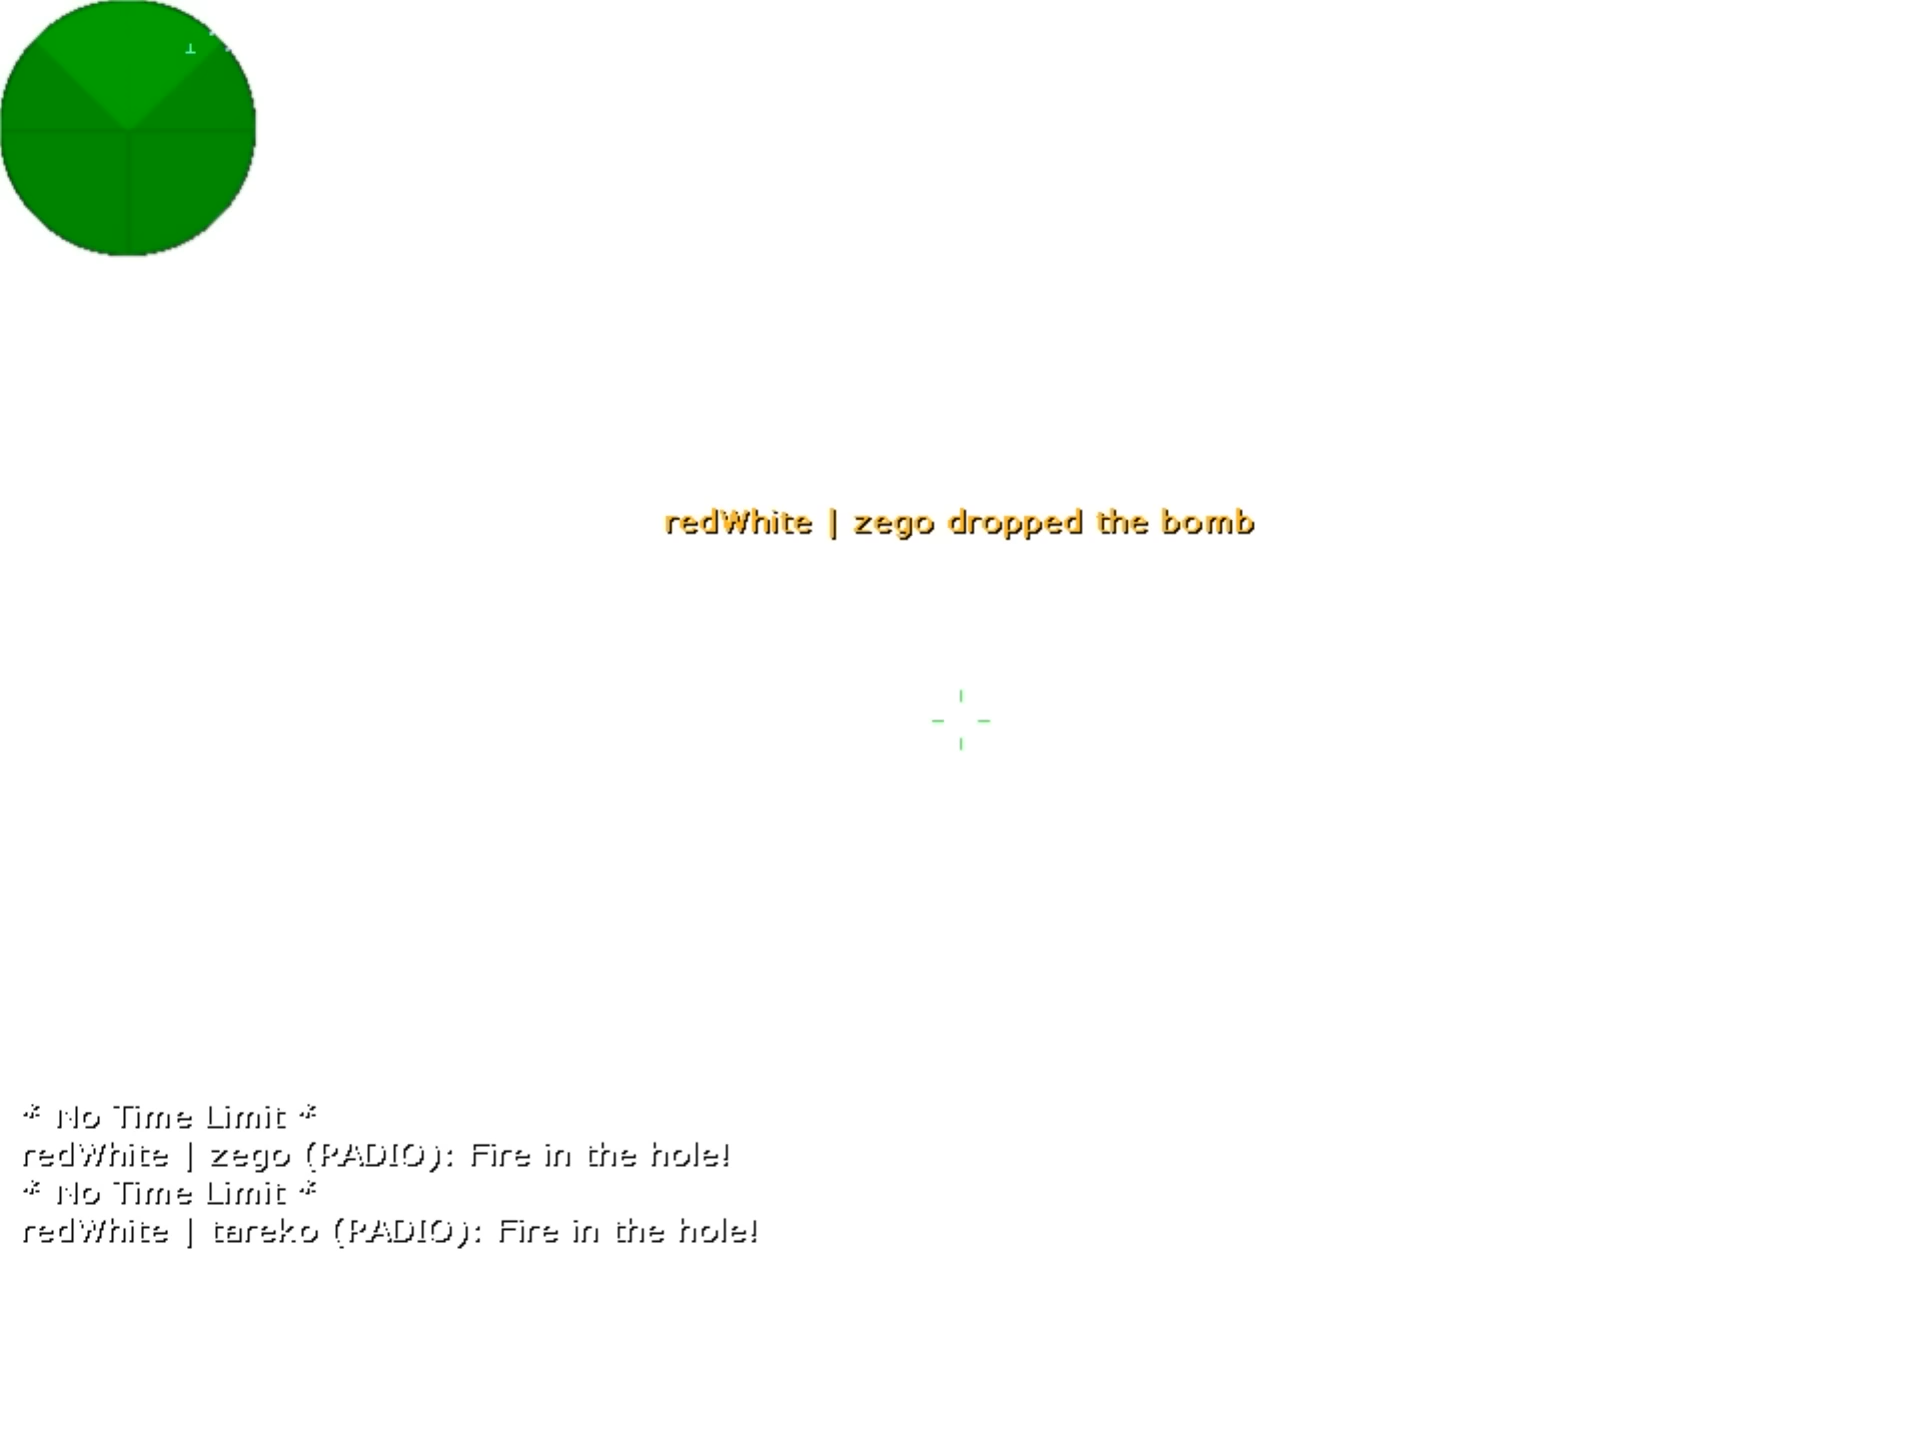 redWhite | zego dropped the bomb
* No Time Limit *
redWhite | zego (RADIO): Fire in the hole!
* No Time Limit *
redWhite | tareko (RADIO): Fire in the hole!